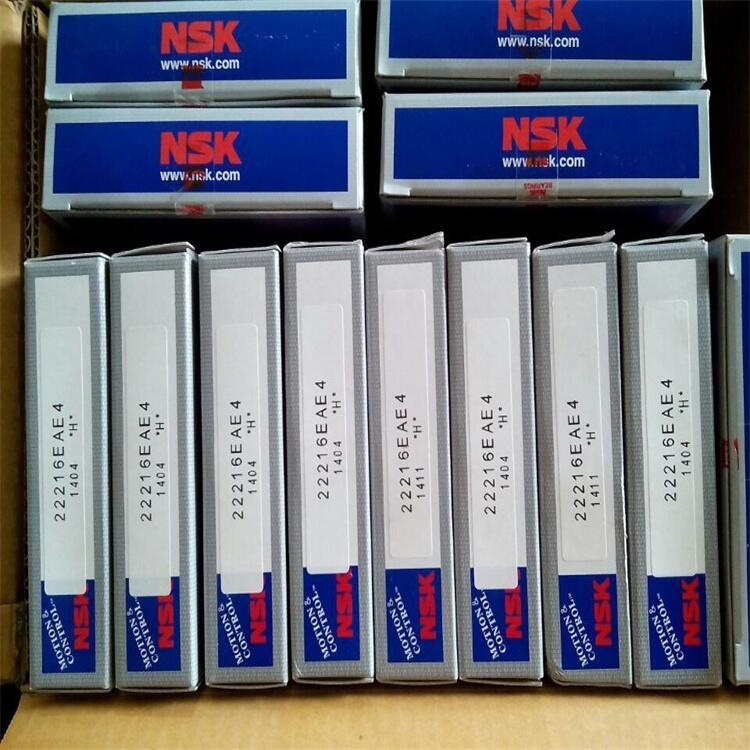 NSK
www.nsk.com
NSK
www.nsk.com
NSK
www.nsk.com
NSK
www.nsk.com
BEARINGS
22216EAE4
1404 *H*
MOTION &
CONTROL
NSK
22216EAE4
1404 *H*
MOTION &
CONTROL
NSK
22216EAE4
1404 *H*
MOTION &
CONTROL
NSK
22216EAE4
1404 *H*
MOTION &
CONTROL
NSK
22216EAE4
1411 *H*
MOTION &
CONTROL
NSK
22216EAE4
1404 *H*
MOTION &
CONTROL
NSK
22216EAE4
1411 *H*
MOTION &
CONTROL
NSK
22216EAE4
1404 *H*
MOTION &
CONTROL
NSK